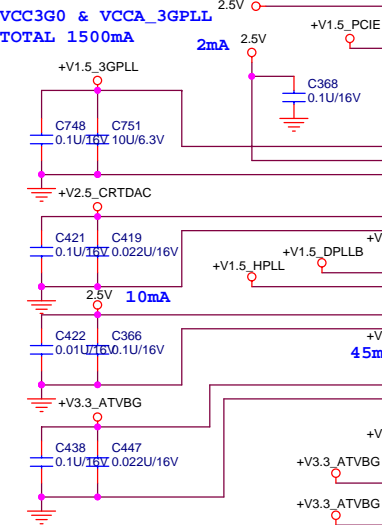 VCC3G0 & VCCA_3GPLL
TOTAL 1500mA
2.5V
+V1.5_PCIE
2mA
2.5V
+V1.5_3GPLL
C368
0.1U/16V
C748
0.1U/16V
C751
10U/6.3V
+V2.5_CRTDAC
C421
0.1U/16V
C419
0.022U/16V
+V
+V1.5_DPLLB
+V1.5_HPLL
2.5V
10mA
C422
0.01U/16V
C366
0.1U/16V
+V
45m
+V3.3_ATVBG
C438
0.1U/16V
C447
0.022U/16V
+V
+V3.3_ATVBG
+V3.3_ATVBG